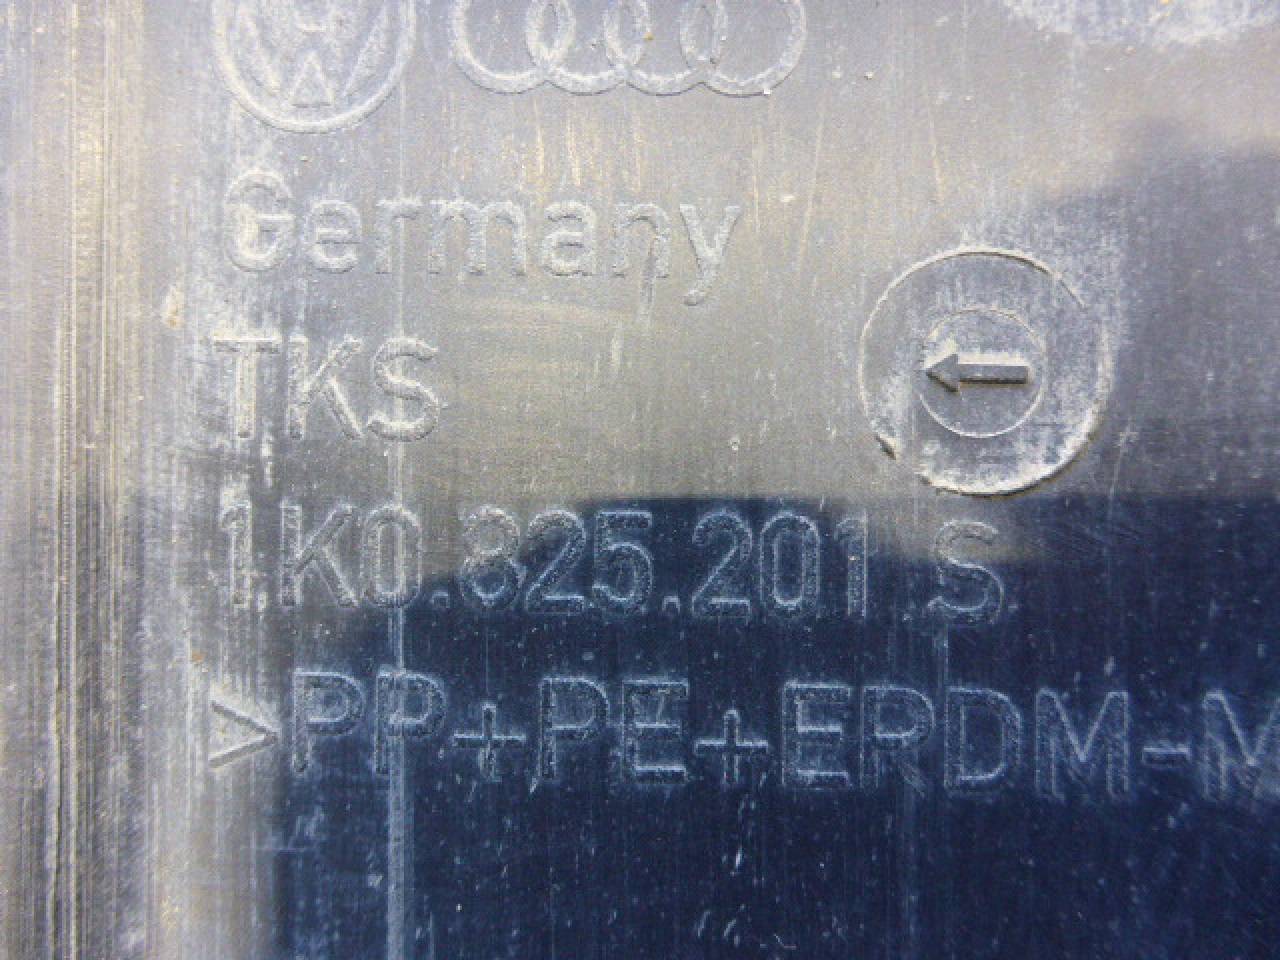 Germany
TKS
1K0.825.201 S
>PP+PE+EPDM-M